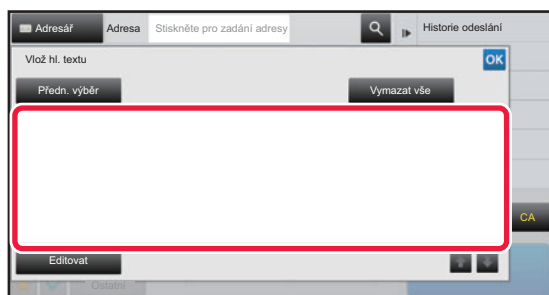 Adresář Adresa Stiskněte pro zadání adresy Historie odeslání
Vlož hl. textu OK
Předn. výběr Vymazat vše
CA
Editovat
Ostatní